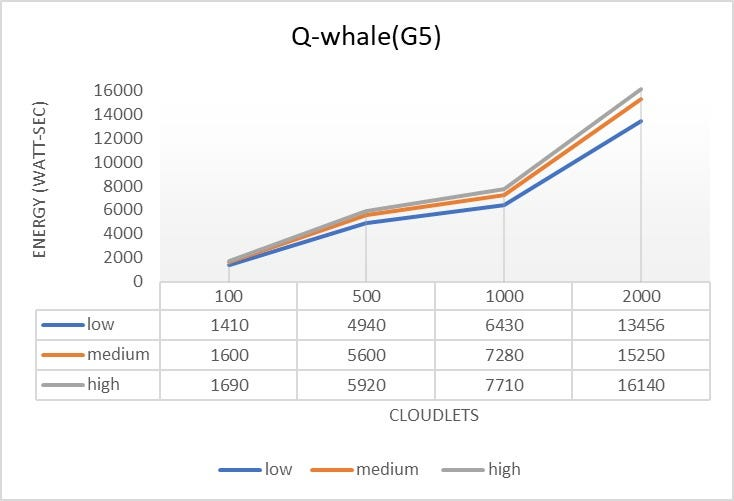 Q-whale(G5)
ENERGY (WATT-SEC)
16000
14000
12000
10000
8000
6000
4000
2000
0
100 500 1000 2000
low 1410 4940 6430 13456
medium 1600 5600 7280 15250
high 1690 5920 7710 16140
CLOUDLETS
low medium high